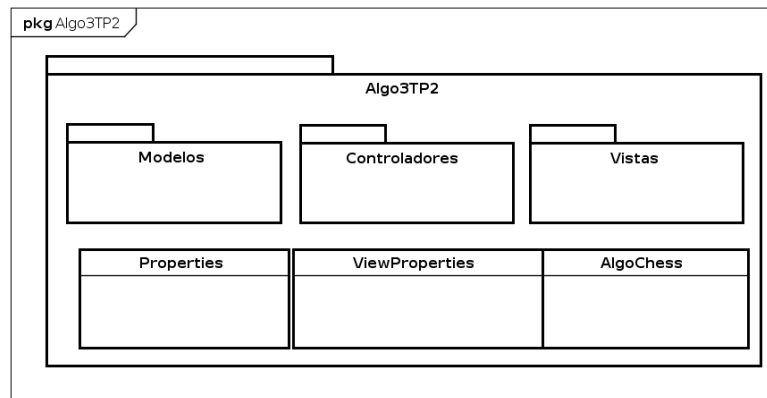 pkg Algo3TP2
Algo3TP2
Modelos
Controladores
Vistas
Properties
ViewProperties
AlgoChess